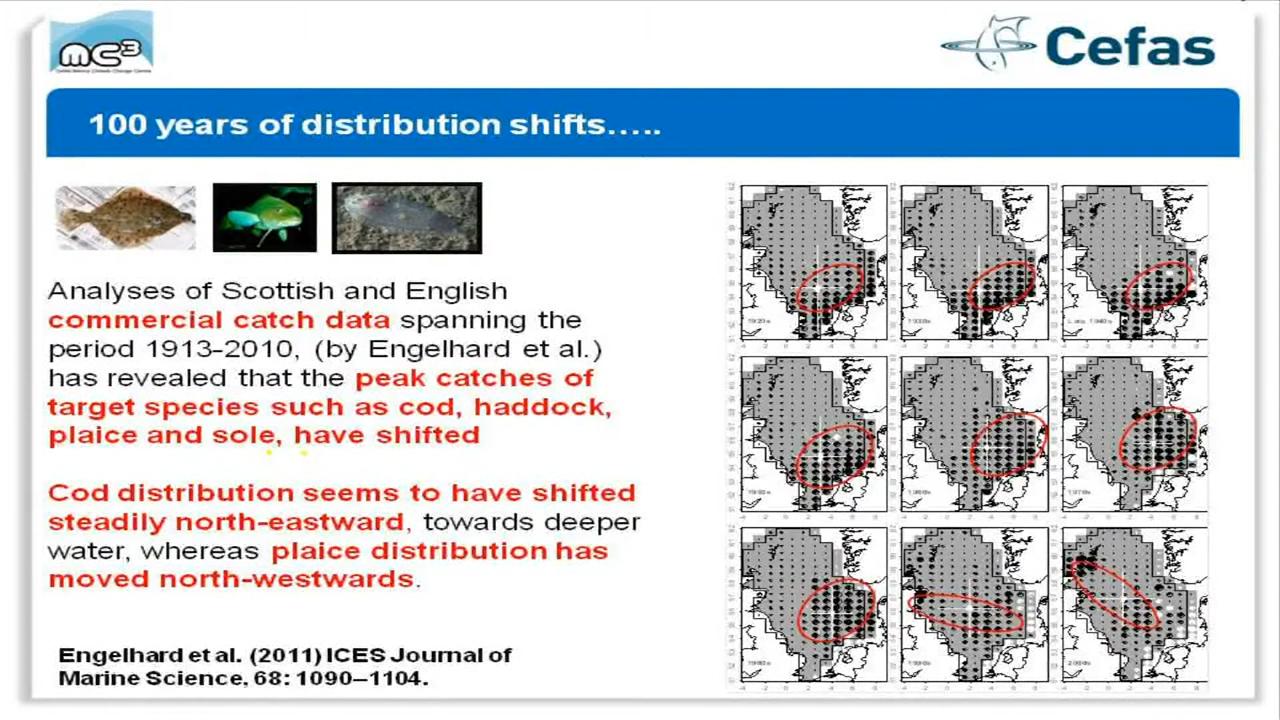 mc3
Cefas
100 years of distribution shifts…..
Analyses of Scottish and English
commercial catch data spanning the
period 1913-2010, (by Engelhard et al.)
has revealed that the peak catches of
target species such as cod, haddock,
plaice and sole, have shifted
Cod distribution seems to have shifted
steadily north-eastward, towards deeper
water, whereas plaice distribution has
moved north-westwards.
Engelhard et al. (2011) ICES Journal of
Marine Science, 68: 1090–1104.
1920s
1930s